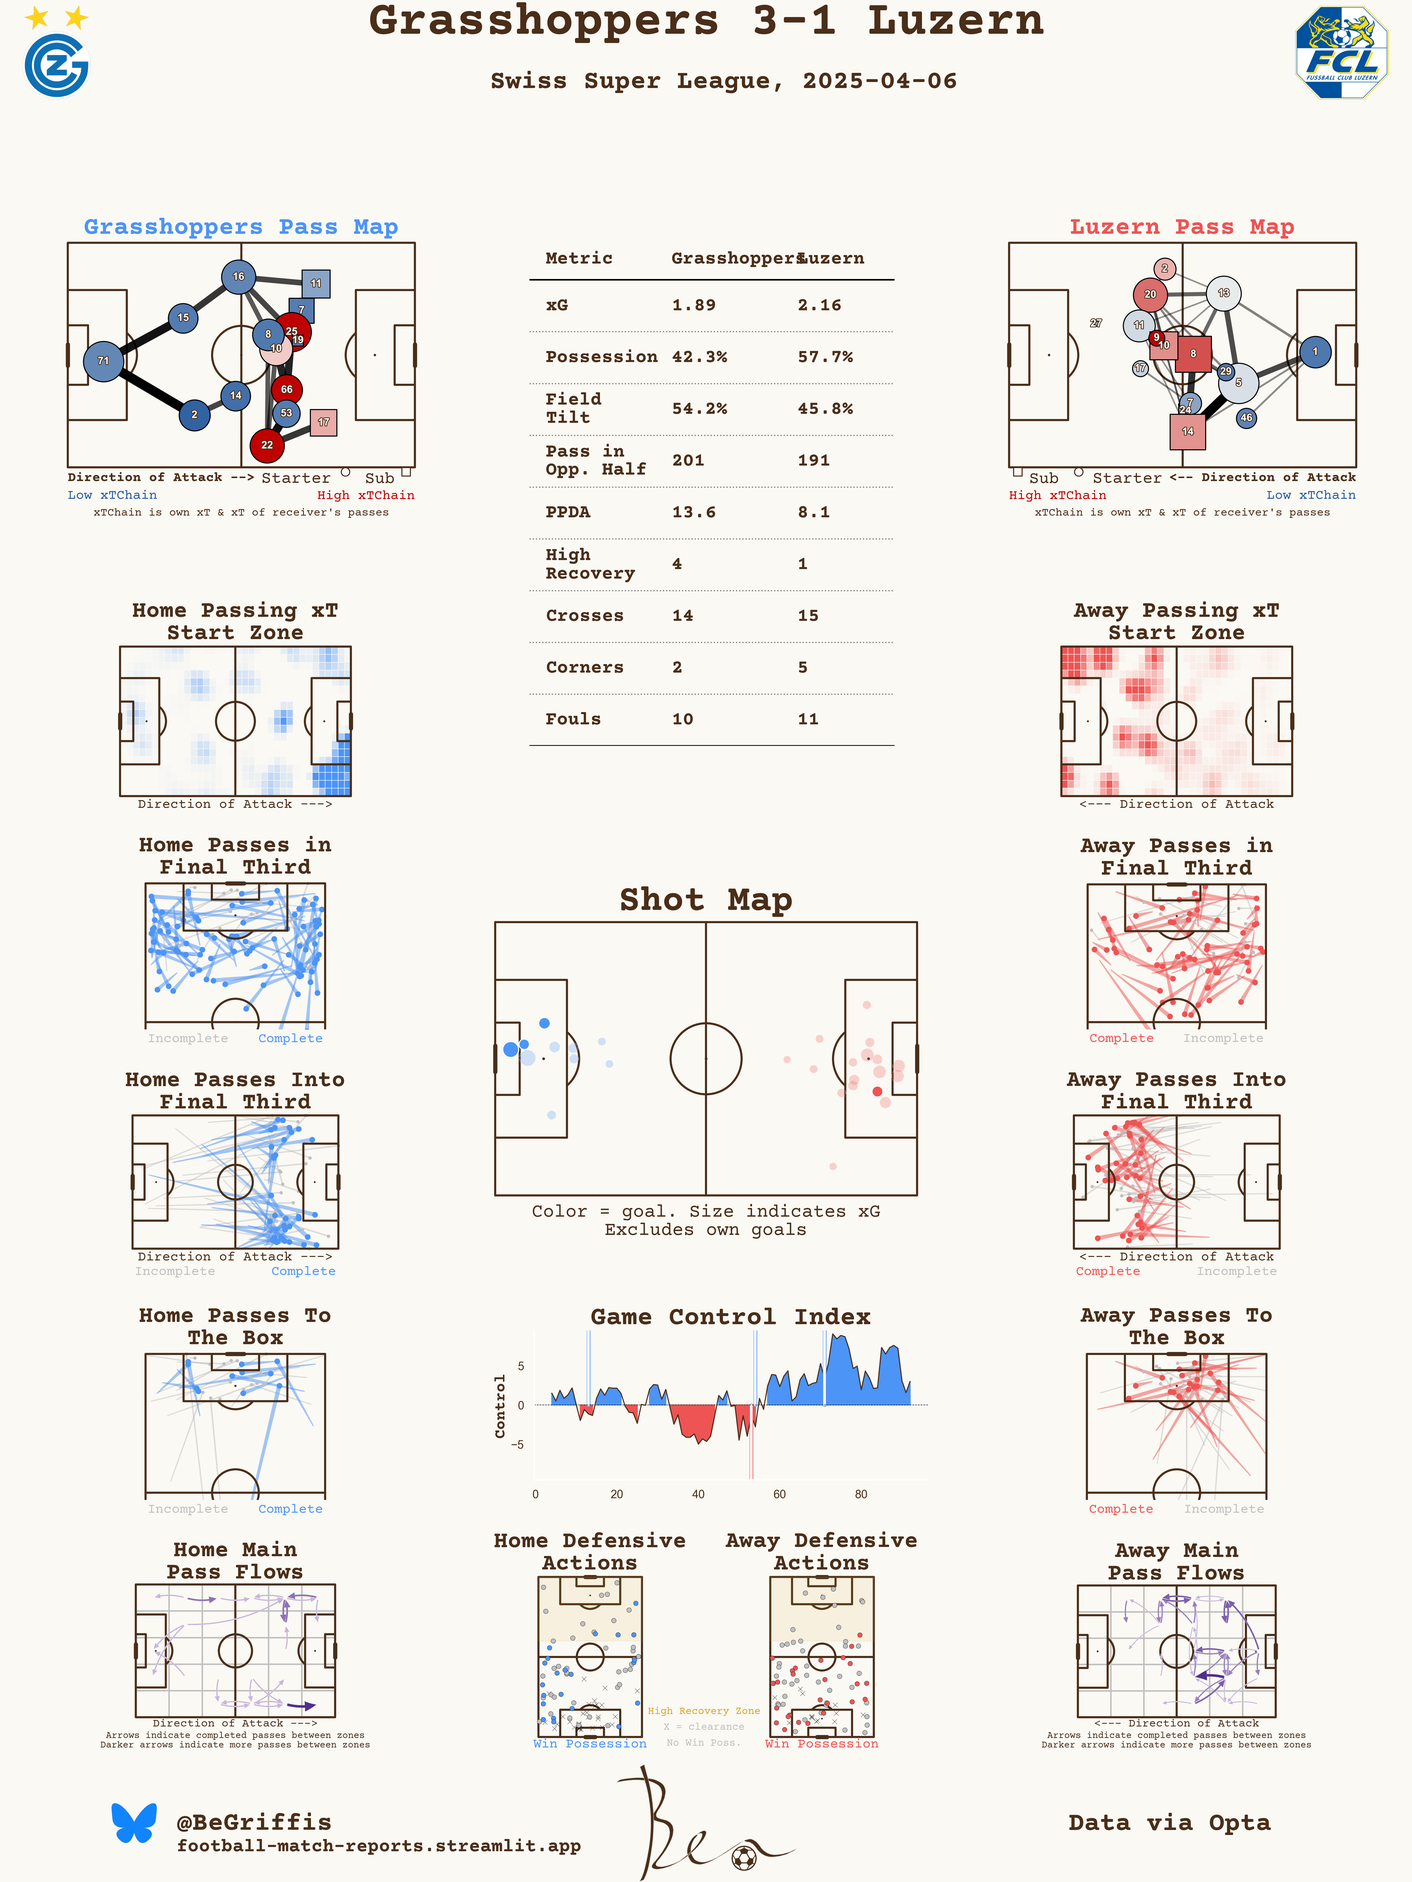 Grasshoppers 3-1 Luzern
Swiss Super League, 2025-04-06
GCZ
FCL
FUSSBALL CLUB LUZERN
Grasshoppers Pass Map
16
11
7
15
8
25
19
10
71
66
14
2
53
17
22
Direction of Attack --> Starter Sub
Low xTChain High xTChain
xTChain is own xT & xT of receiver's passes
Metric Grasshoppers Luzern
xG 1.89 2.16
Possession 42.3% 57.7%
Field
Tilt 54.2% 45.8%
Pass in
Opp. Half 201 191
PPDA 13.6 8.1
High
Recovery 4 1
Crosses 14 15
Corners 2 5
Fouls 10 11
Luzern Pass Map
2
20
13
27
11
9
10
8
1
17
29
5
7
24
46
14
Sub Starter <-- Direction of Attack
High xTChain Low xTChain
xTChain is own xT & xT of receiver's passes
Home Passing xT
Start Zone
Direction of Attack --->
Away Passing xT
Start Zone
<--- Direction of Attack
Home Passes in
Final Third
Incomplete Complete
Shot Map
Color = goal. Size indicates xG
Excludes own goals
Away Passes in
Final Third
Complete Incomplete
Home Passes Into
Final Third
Direction of Attack --->
Incomplete Complete
Away Passes Into
Final Third
<--- Direction of Attack
Complete Incomplete
Home Passes To
The Box
Incomplete Complete
Game Control Index
Control
5
0
−5
0 20 40 60 80
Away Passes To
The Box
Complete Incomplete
Home Main
Pass Flows
Direction of Attack --->
Arrows indicate completed passes between zones
Darker arrows indicate more passes between zones
Home Defensive
Actions
Win Possession
High Recovery Zone
X = clearance
No Win Poss.
Away Defensive
Actions
Win Possession
Away Main
Pass Flows
<--- Direction of Attack
Arrows indicate completed passes between zones
Darker arrows indicate more passes between zones
@BeGriffis
football-match-reports.streamlit.app
Ben
Data via Opta